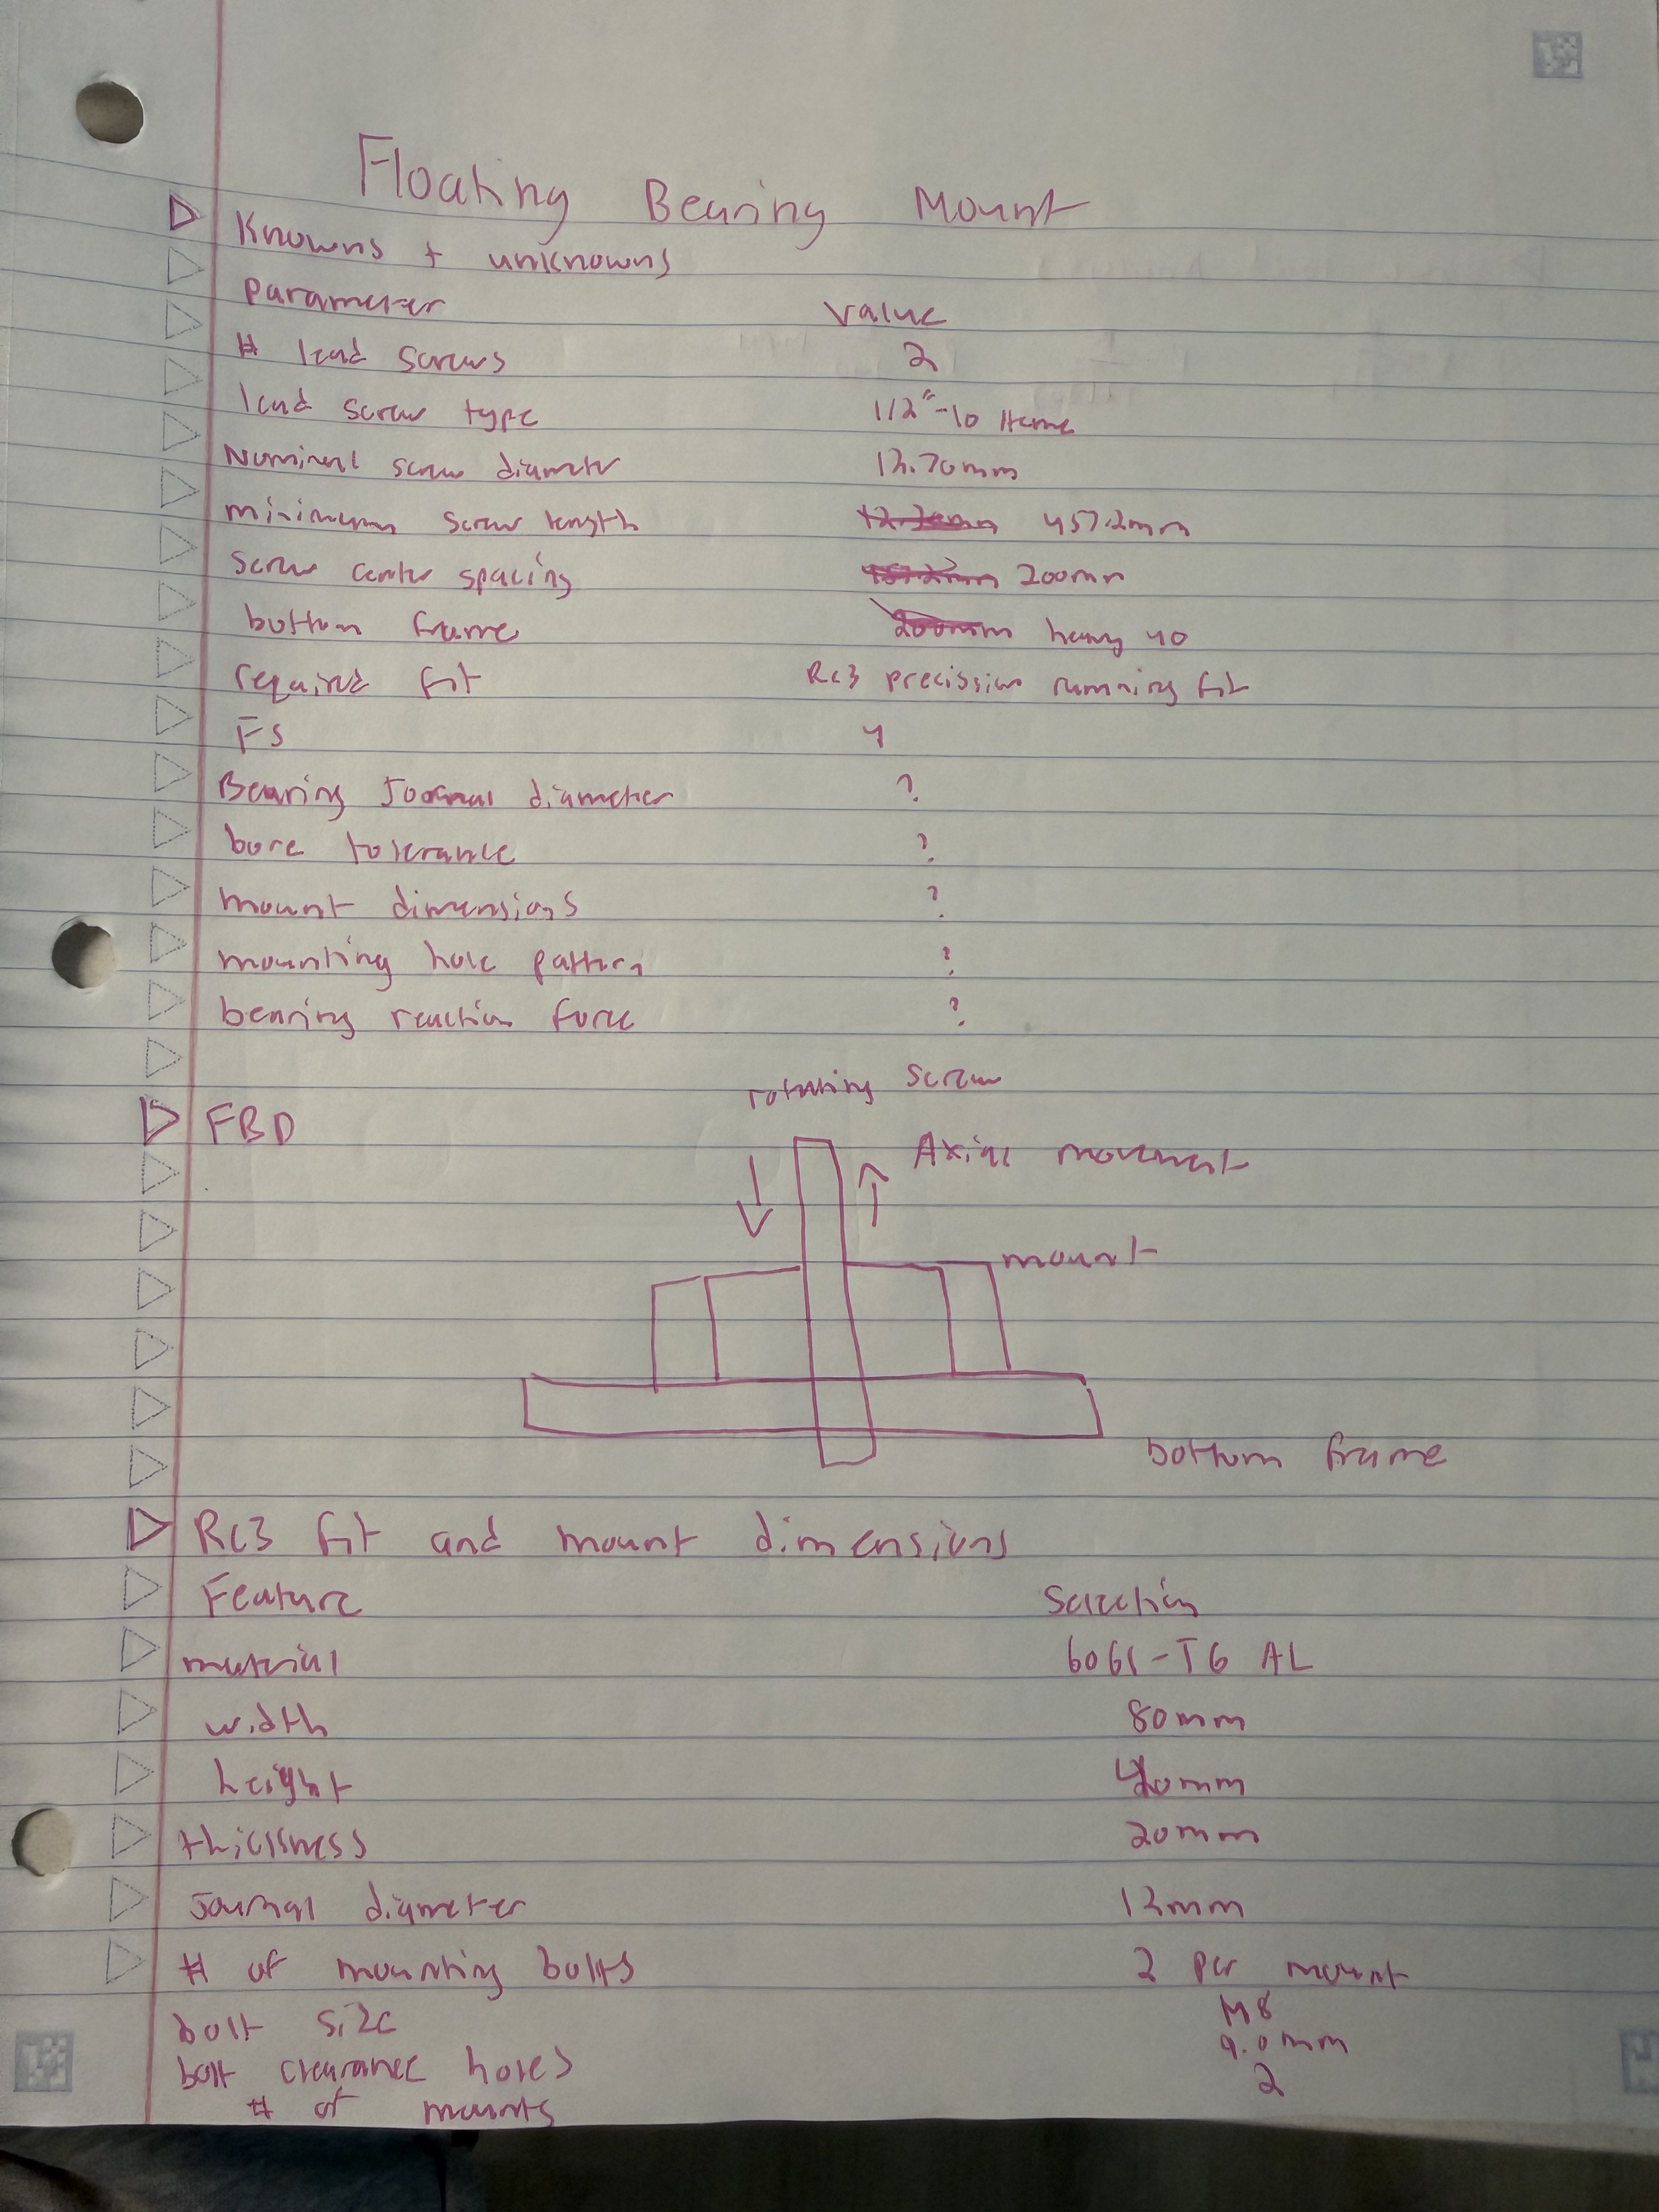 Floating Bearing Mount
Knowns + unknowns
parameter value
# lead screws 2
lead screw type 1/2"-10 Acme
Nominal screw diameter 12.70mm
minimum screw length 457.2mm
screw center spacing 200mm
bottom frame heavy 40
required fit Rc3 precission running fit
FS 4
Bearing Journal diameter ?
bore tolerance ?
mount dimensions ?
mounting hole pattern ?
bearing reaction force ?
rotating screw
FBD
Axial movement
mount
bottom frame
Rc3 fit and mount dimensions
Feature Selection
material 6061-T6 AL
width 80mm
height 40mm
thickness 20mm
Journal diameter 12mm
# of mounting bolts 2 per mount
bolt size M8
bolt clearance holes 9.0mm
# of mounts 2